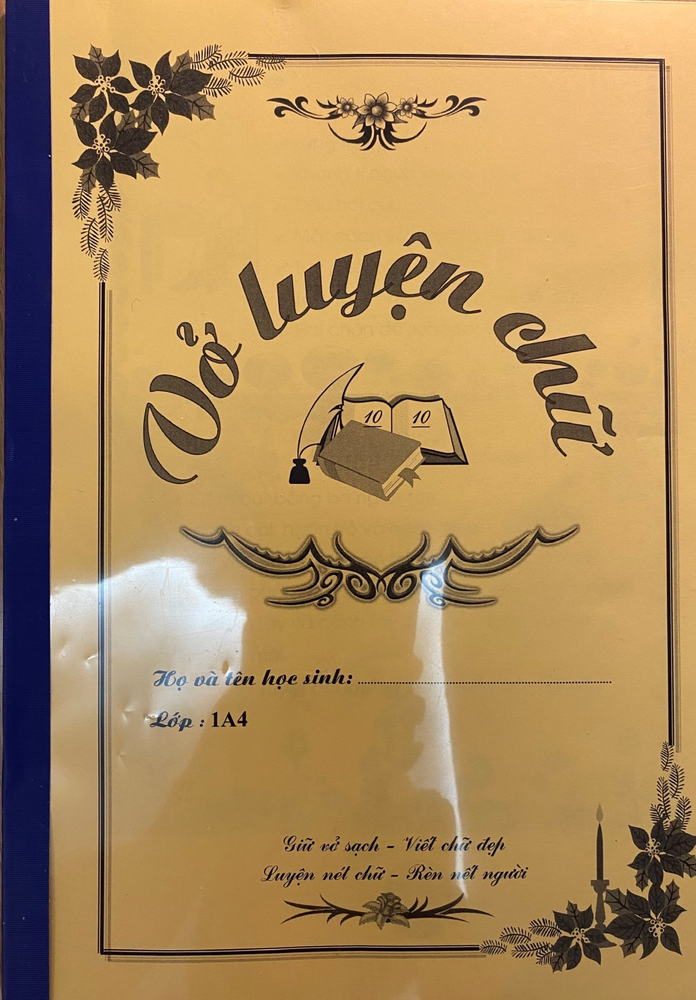 Vở luyện chữ
10 10
Họ và tên học sinh: ........................................................................
Lớp : 1A4
Giữ vở sạch - Viết chữ đẹp
Luyện nét chữ - Rèn nết người